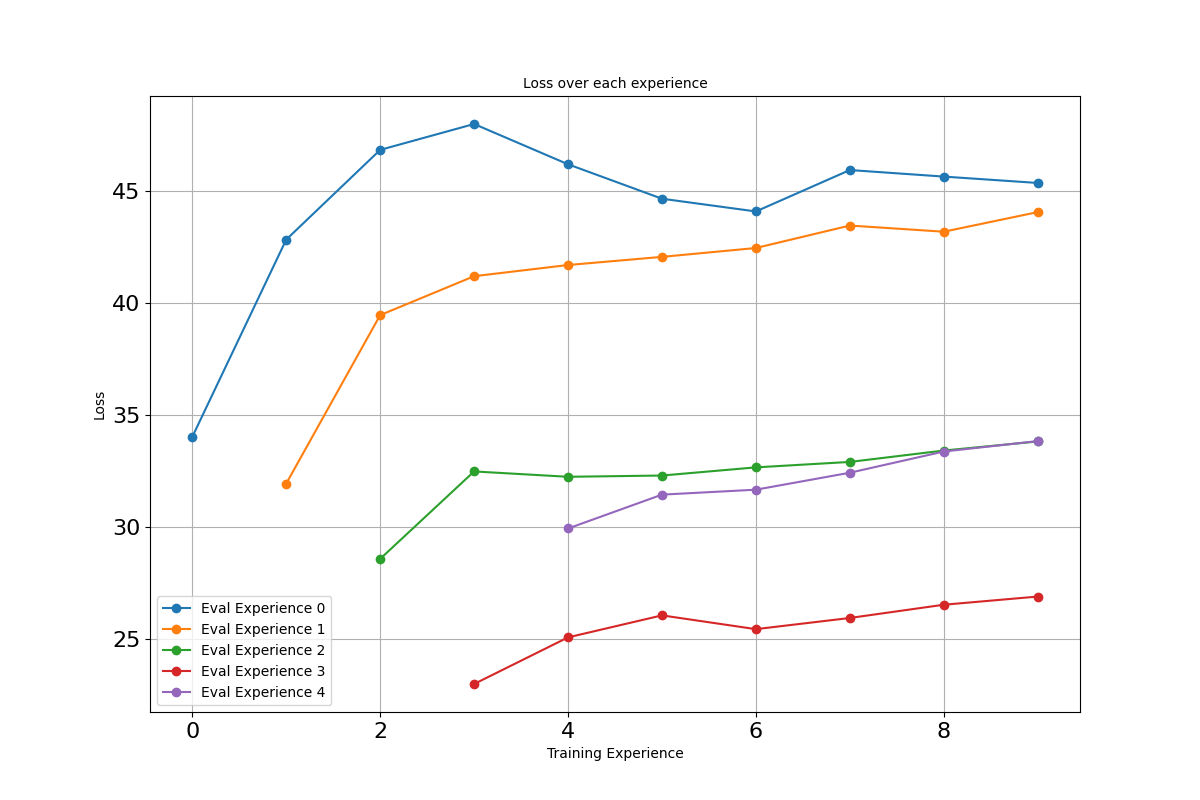 Loss over each experience
45
40
35
30
25
Loss
Eval Experience 0
Eval Experience 1
Eval Experience 2
Eval Experience 3
Eval Experience 4
0 2 4 6 8
Training Experience